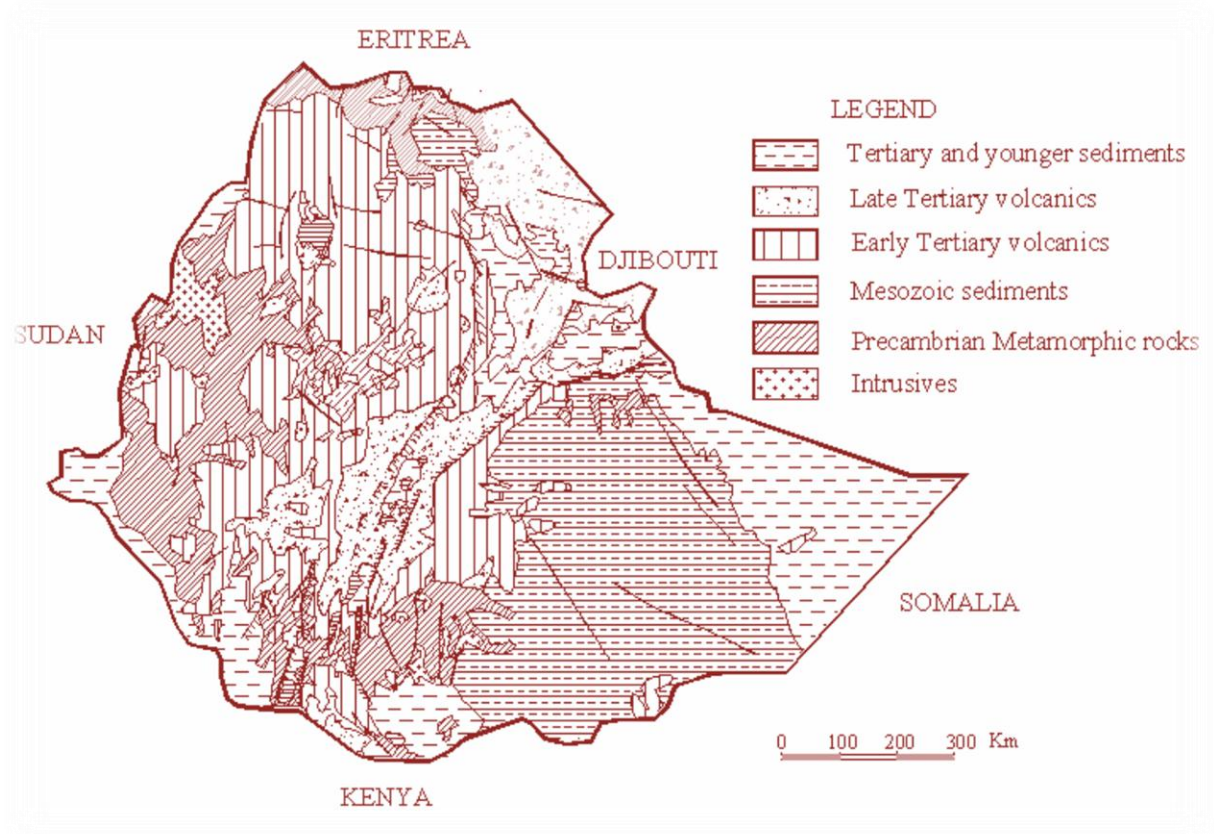 ERITREA
LEGEND
Tertiary and younger sediments
Late Tertiary volcanics
Early Tertiary volcanics
DJIBOUTI
Mesozoic sediments
SUDAN
Precambrian Metamorphic rocks
Intrusives
SOMALIA
0 100 200 300 Km
KENYA